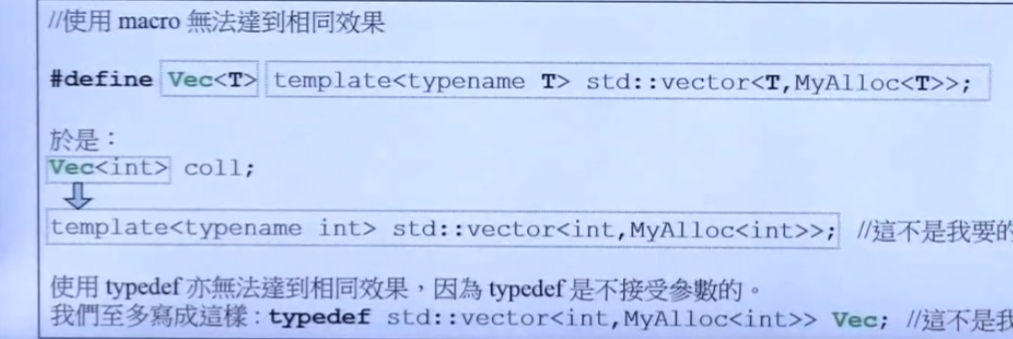 //使用 macro 無法達到相同效果
#define Vec<T> template<typename T> std::vector<T,MyAlloc<T>>;
於是：
Vec<int> coll;
template<typename int> std::vector<int,MyAlloc<int>>; //這不是我要的
使用 typedef 亦無法達到相同效果，因為 typedef 是不接受參數的。
我們至多寫成這樣：typedef std::vector<int,MyAlloc<int>> Vec; //這不是我